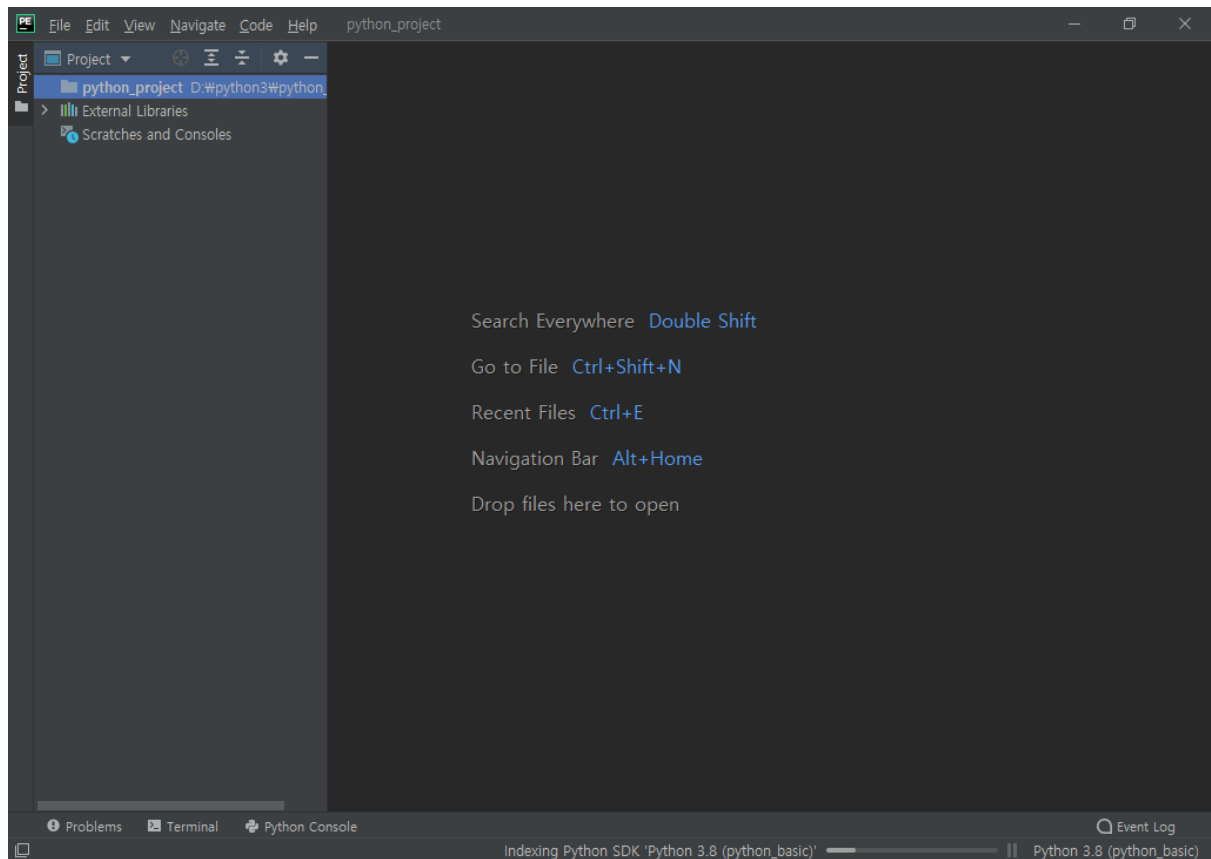 PE File Edit View Navigate Code Help python_project
Project
Project
python_project D:₩python3₩python_
External Libraries
Scratches and Consoles
Search Everywhere Double Shift
Go to File Ctrl+Shift+N
Recent Files Ctrl+E
Navigation Bar Alt+Home
Drop files here to open
Problems Terminal Python Console Event Log
Indexing Python SDK 'Python 3.8 (python_basic)' Python 3.8 (python_basic)